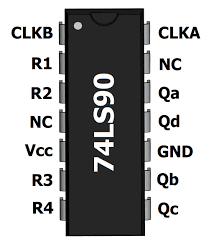 CLKB CLKA
R1 NC
R2 Qa
NC Qd
Vcc GND
R3 Qb
R4 Qc
74LS90